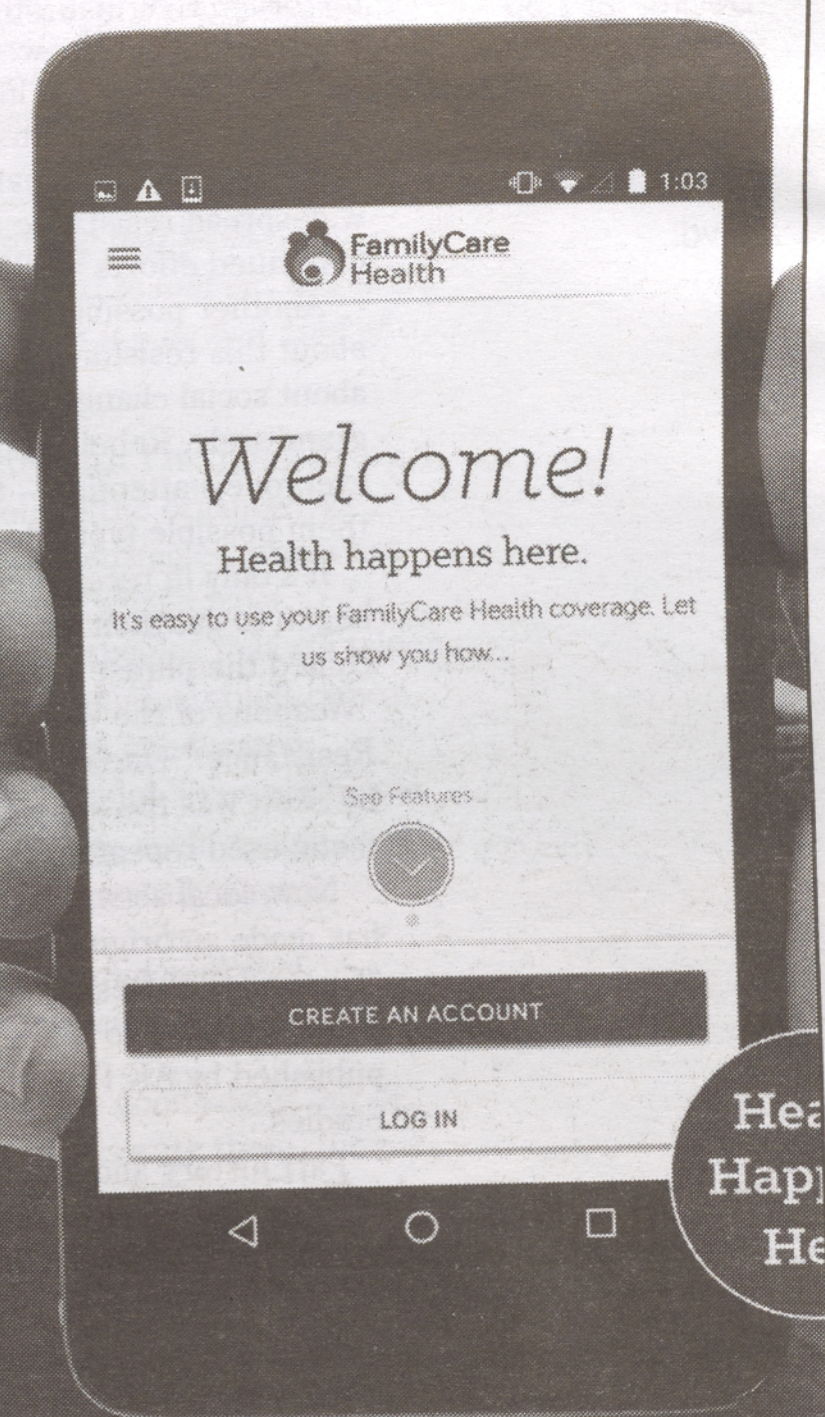 1:03
FamilyCare
Health
Welcome!
Health happens here.
It's easy to use your FamilyCare Health coverage. Let
us show you how...
See Features
CREATE AN ACCOUNT
LOG IN
Hea
Hap
He